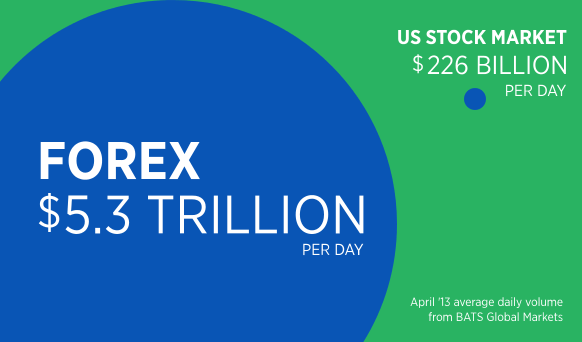 US STOCK MARKET
$226 BILLION
PER DAY
FOREX
$5.3 TRILLION
PER DAY
April '13 average daily volume
from BATS Global Markets